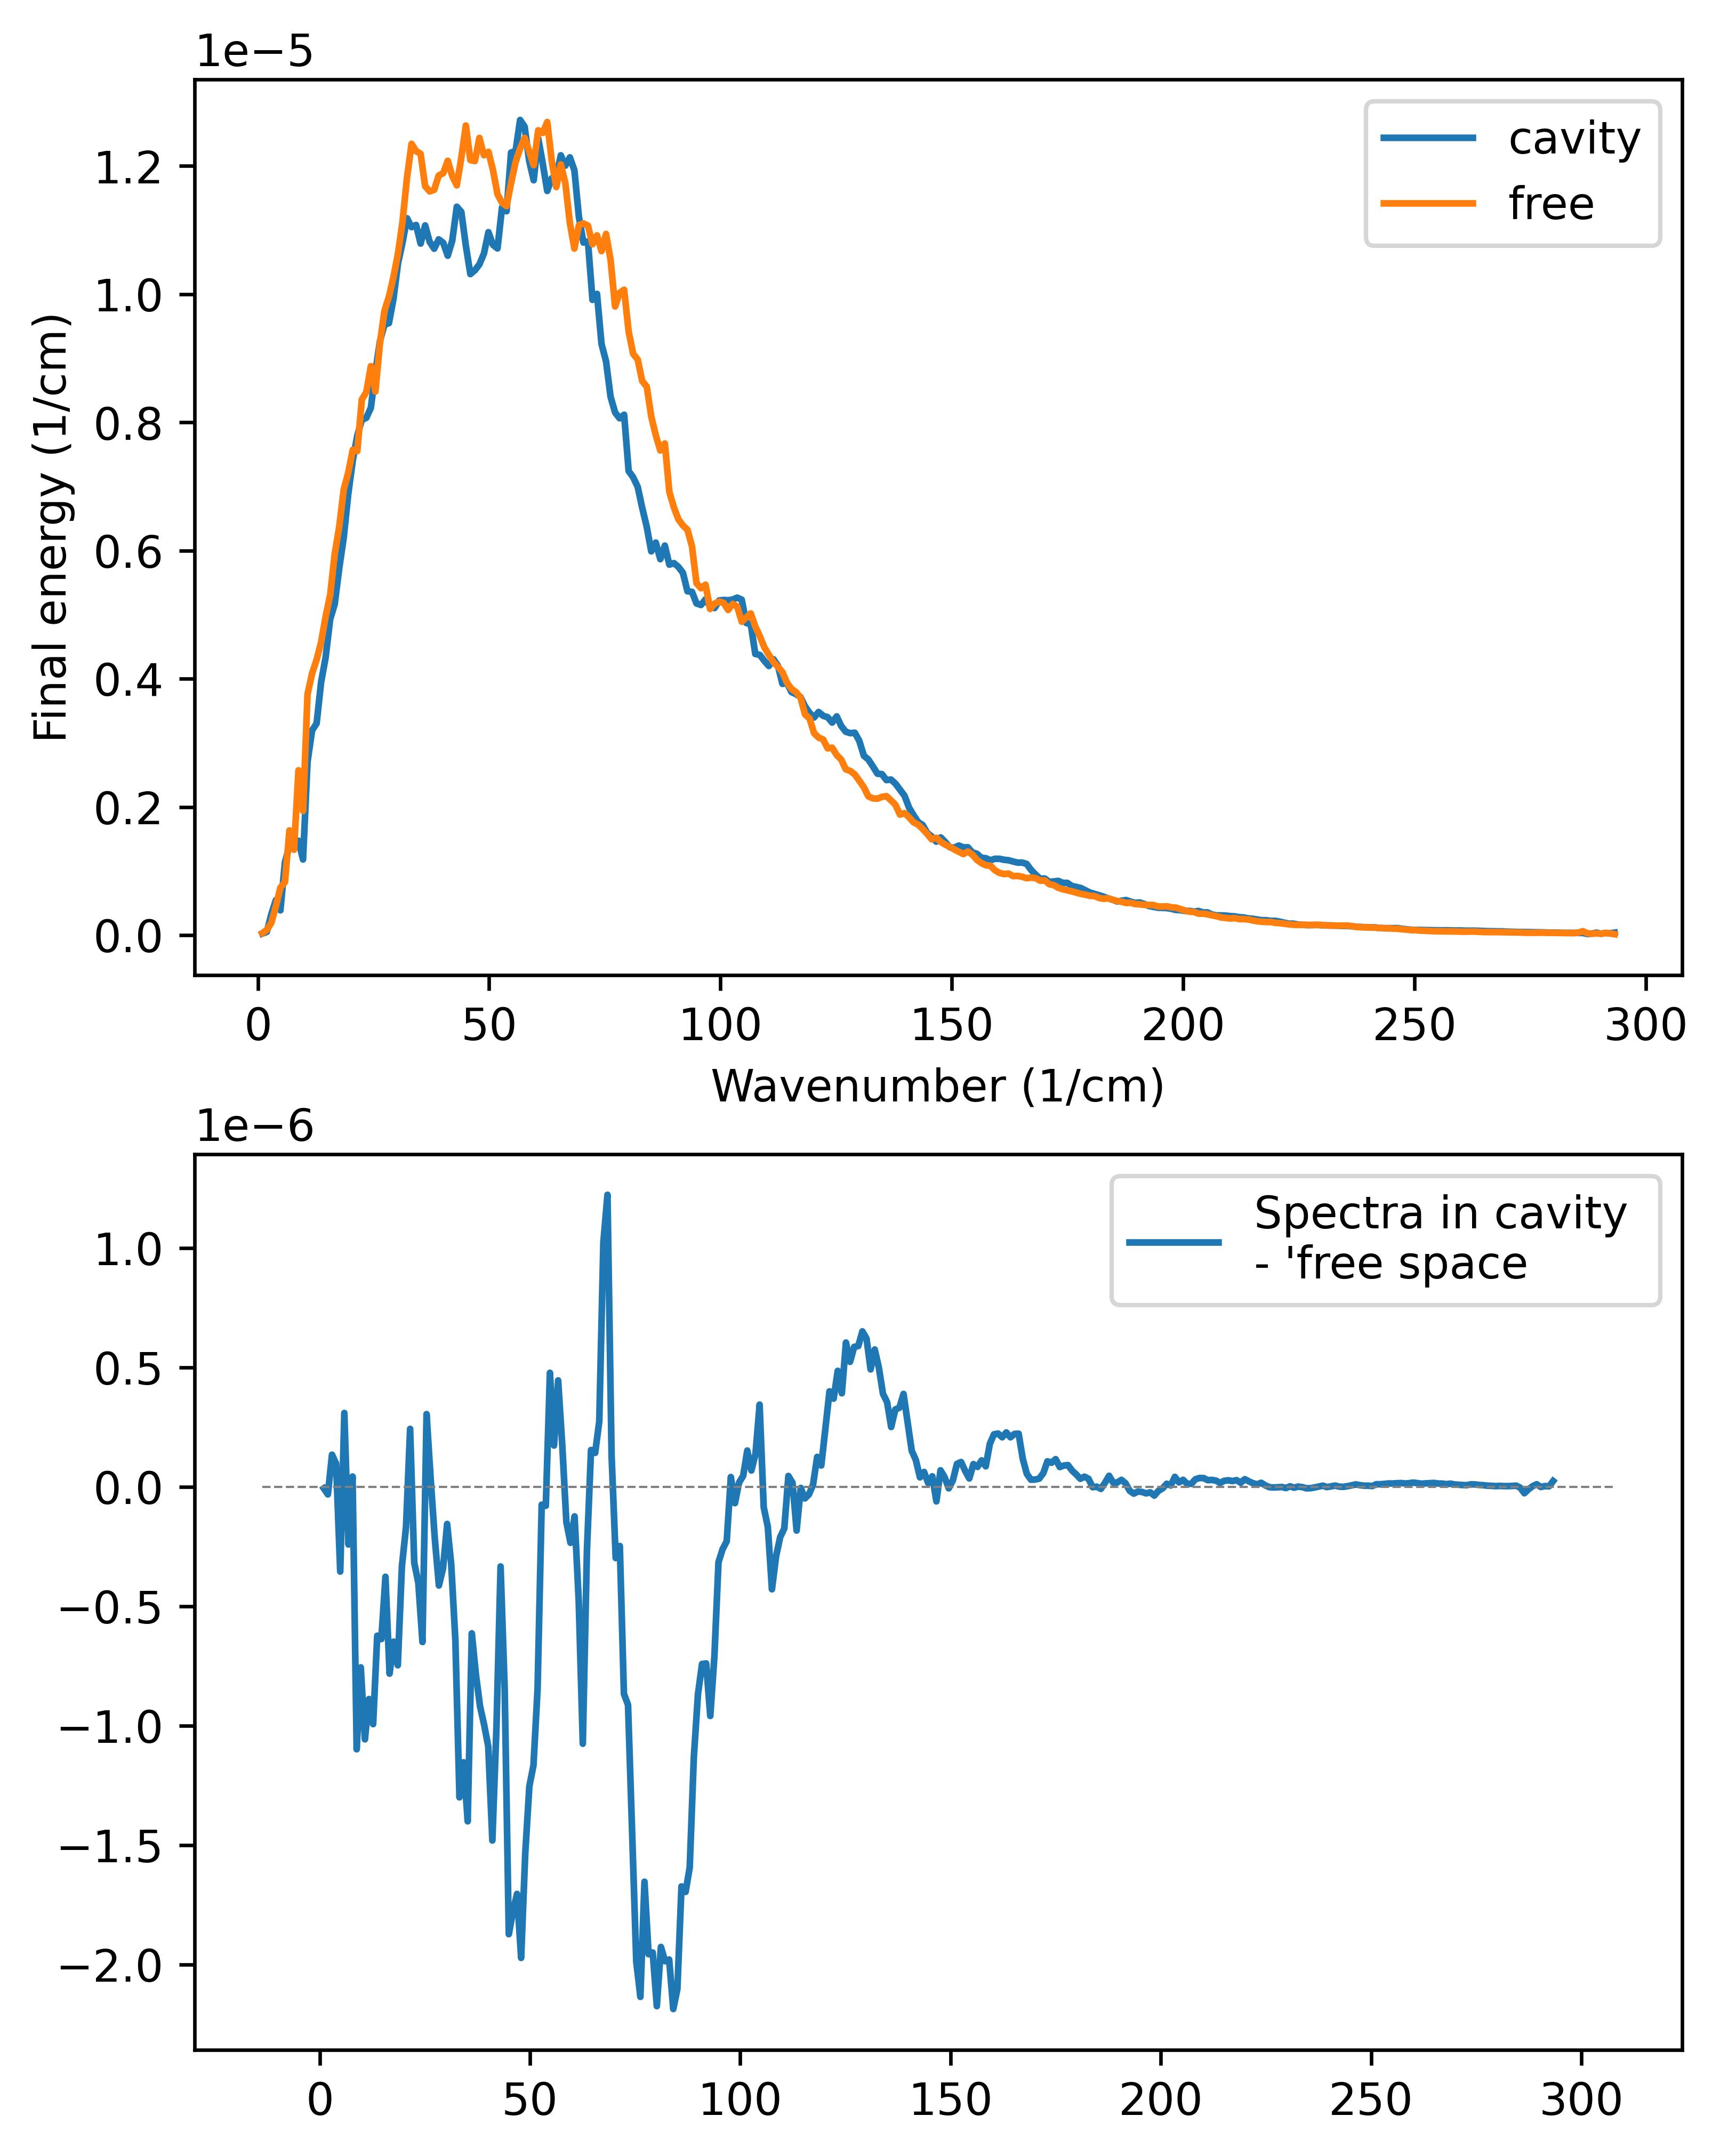 1e−5
cavity
free
Final energy (1/cm)
1.2
1.0
0.8
0.6
0.4
0.2
0.0
0 50 100 150 200 250 300
Wavenumber (1/cm)
1e−6
Spectra in cavity
- 'free space
1.0
0.5
0.0
−0.5
−1.0
−1.5
−2.0
0 50 100 150 200 250 300